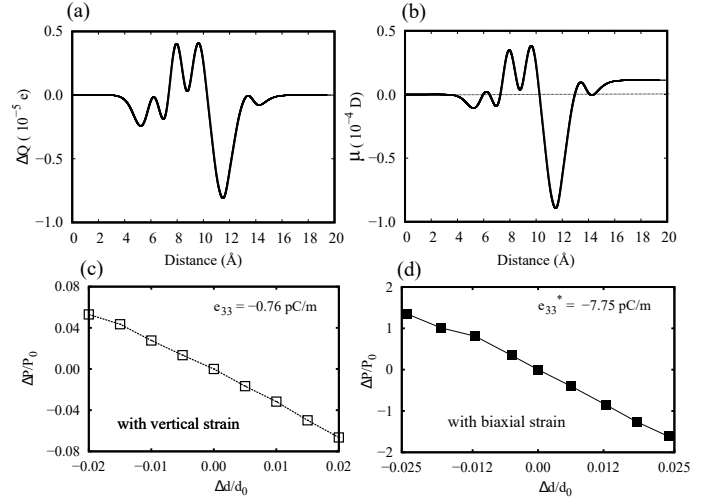 (a)
0.5
0.0
−0.5
−1.0
ΔQ ( 10⁻⁵ e)
0 2 4 6 8 10 12 14 16 18 20
Distance (Å)
(b)
0.5
0.0
−0.5
−1.0
μ ( 10⁻⁴ D)
0 2 4 6 8 10 12 14 16 18 20
Distance (Å)
(c)
0.08
0.04
0.00
−0.04
−0.08
ΔP/P₀
e₃₃ = −0.76 pC/m
with vertical strain
−0.02 −0.01 0.00 0.01 0.02
Δd/d₀
(d)
2
1
0
−1
−2
ΔP/P₀
e₃₃* = −7.75 pC/m
with biaxial strain
−0.025 −0.012 0.00 0.012 0.025
Δd/d₀